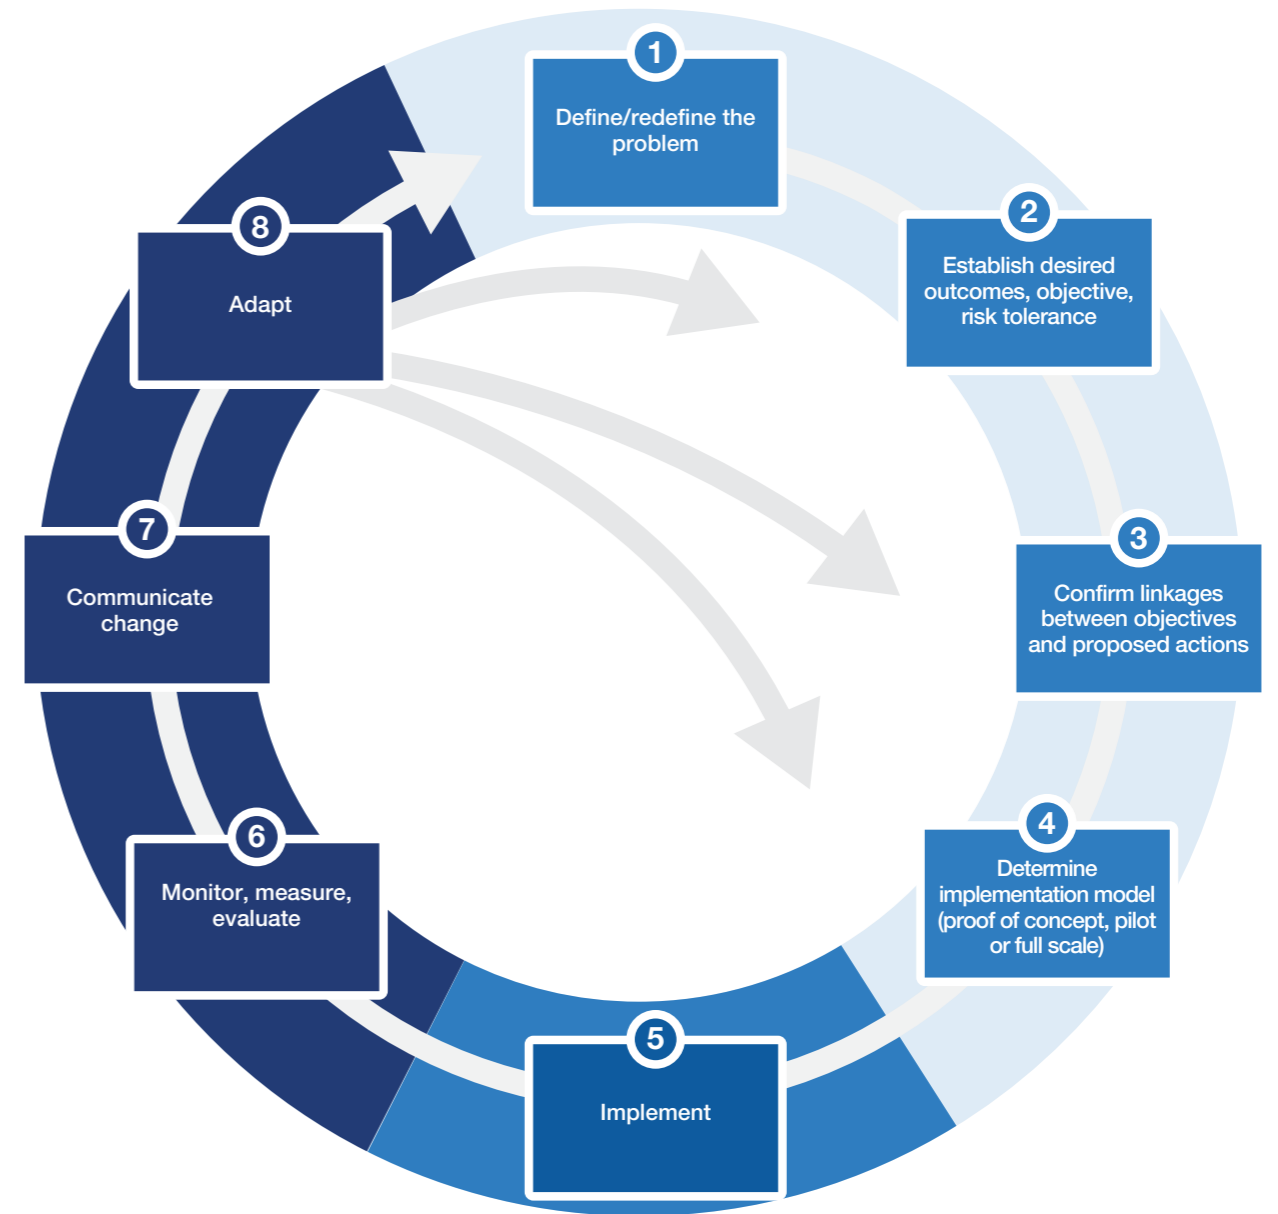 1
Define/redefine the
problem
2
Establish desired
outcomes, objective,
risk tolerance
3
Confirm linkages
between objectives
and proposed actions
4
Determine
implementation model
(proof of concept, pilot
or full scale)
5
Implement
6
Monitor, measure,
evaluate
7
Communicate
change
8
Adapt